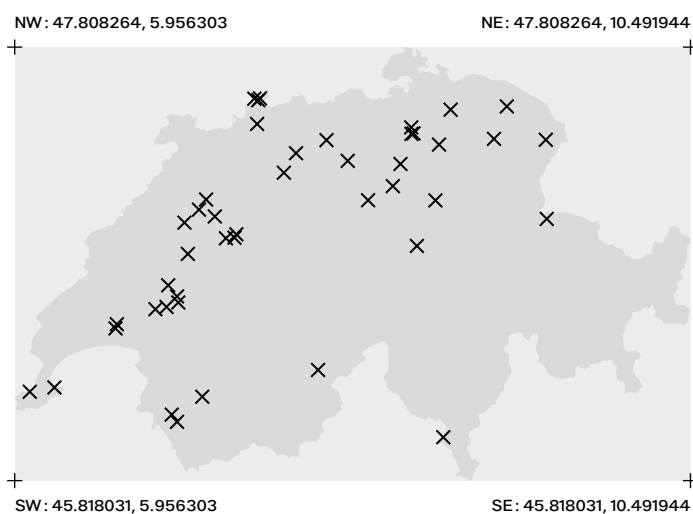 NW: 47.808264, 5.956303
NE: 47.808264, 10.491944
SW: 45.818031, 5.956303
SE: 45.818031, 10.491944